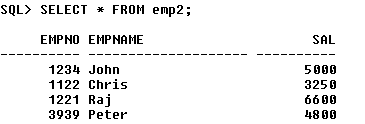 SQL> SELECT * FROM emp2;
EMPNO EMPNAME SAL
---------- -------------------- ----------
1234 John 5000
1122 Chris 3250
1221 Raj 6600
3939 Peter 4800